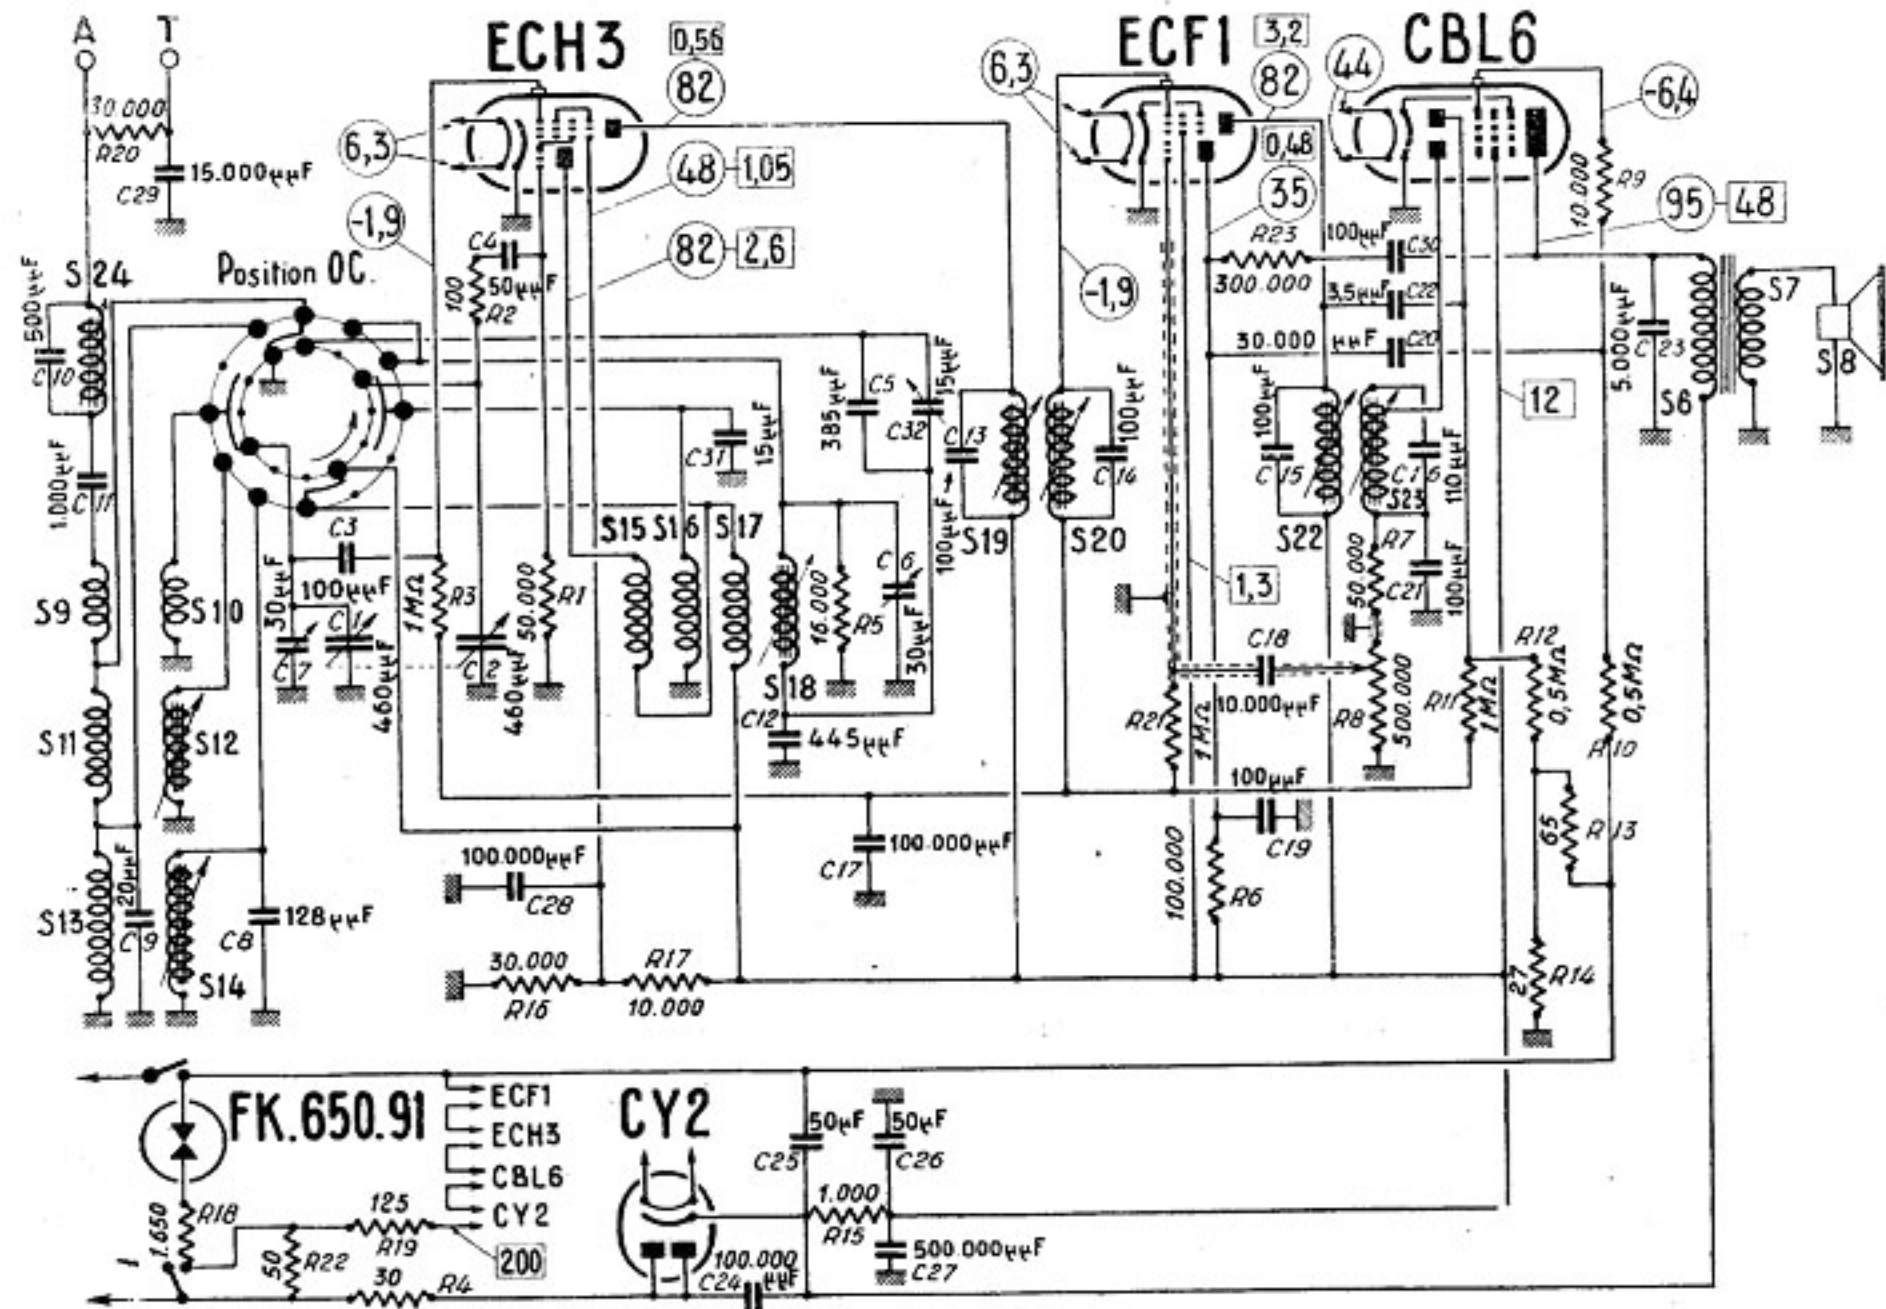 A T
ECH3 0,56
82
ECF1 3,2
82
CBL6
44
6,3
6,3
-6,4
30.000
R20
15.000µµF
C29
48 1,05
-1,9
82 2,6
0,48
35
10.000
R9
95 48
S24
500µµF
C10
Position OC.
C4
50µµF
100
R2
-1,9
R23
300.000
100µµF
C30
3,5µµF
C22
30.000 µµF
C20
5.000µµF
C23
S6
S7
S8
1.000µµF
C11
385µµF
C5
15µµF
C32
C31
15µµF
C13
100µµF
S19
S20
100µµF
C14
100µµF
C15
S22
C16
110µµF
S23
12
S9
S10
30µµF
C7
C3
100µµF
C1
460µµF
1MΩ
R3
C2
460µµF
50.000
R1
S15 S16 S17
S18
16.000
R5
C6
30µµF
C12
445µµF
1,3
R7
50.000
C21
100µµF
C18
10.000µµF
R21
1MΩ
R8
500.000
R11
1MΩ
R12
0,5MΩ
0,5MΩ
R10
S11
S12
S13
20µµF
C9
S14
C8
128µµF
100.000µµF
C28
C17
100.000µµF
100µµF
C19
100.000
R6
65
R13
27
R14
30.000
R16
R17
10.000
FK.650.91
ECF1
ECH3
CBL6
CY2
CY2
50µF
C25
50µF
C26
1.000
R15
500.000µµF
C27
1.650
R18
125
R19
200
50
R22
30
R4
100.000
µµF
C24
I